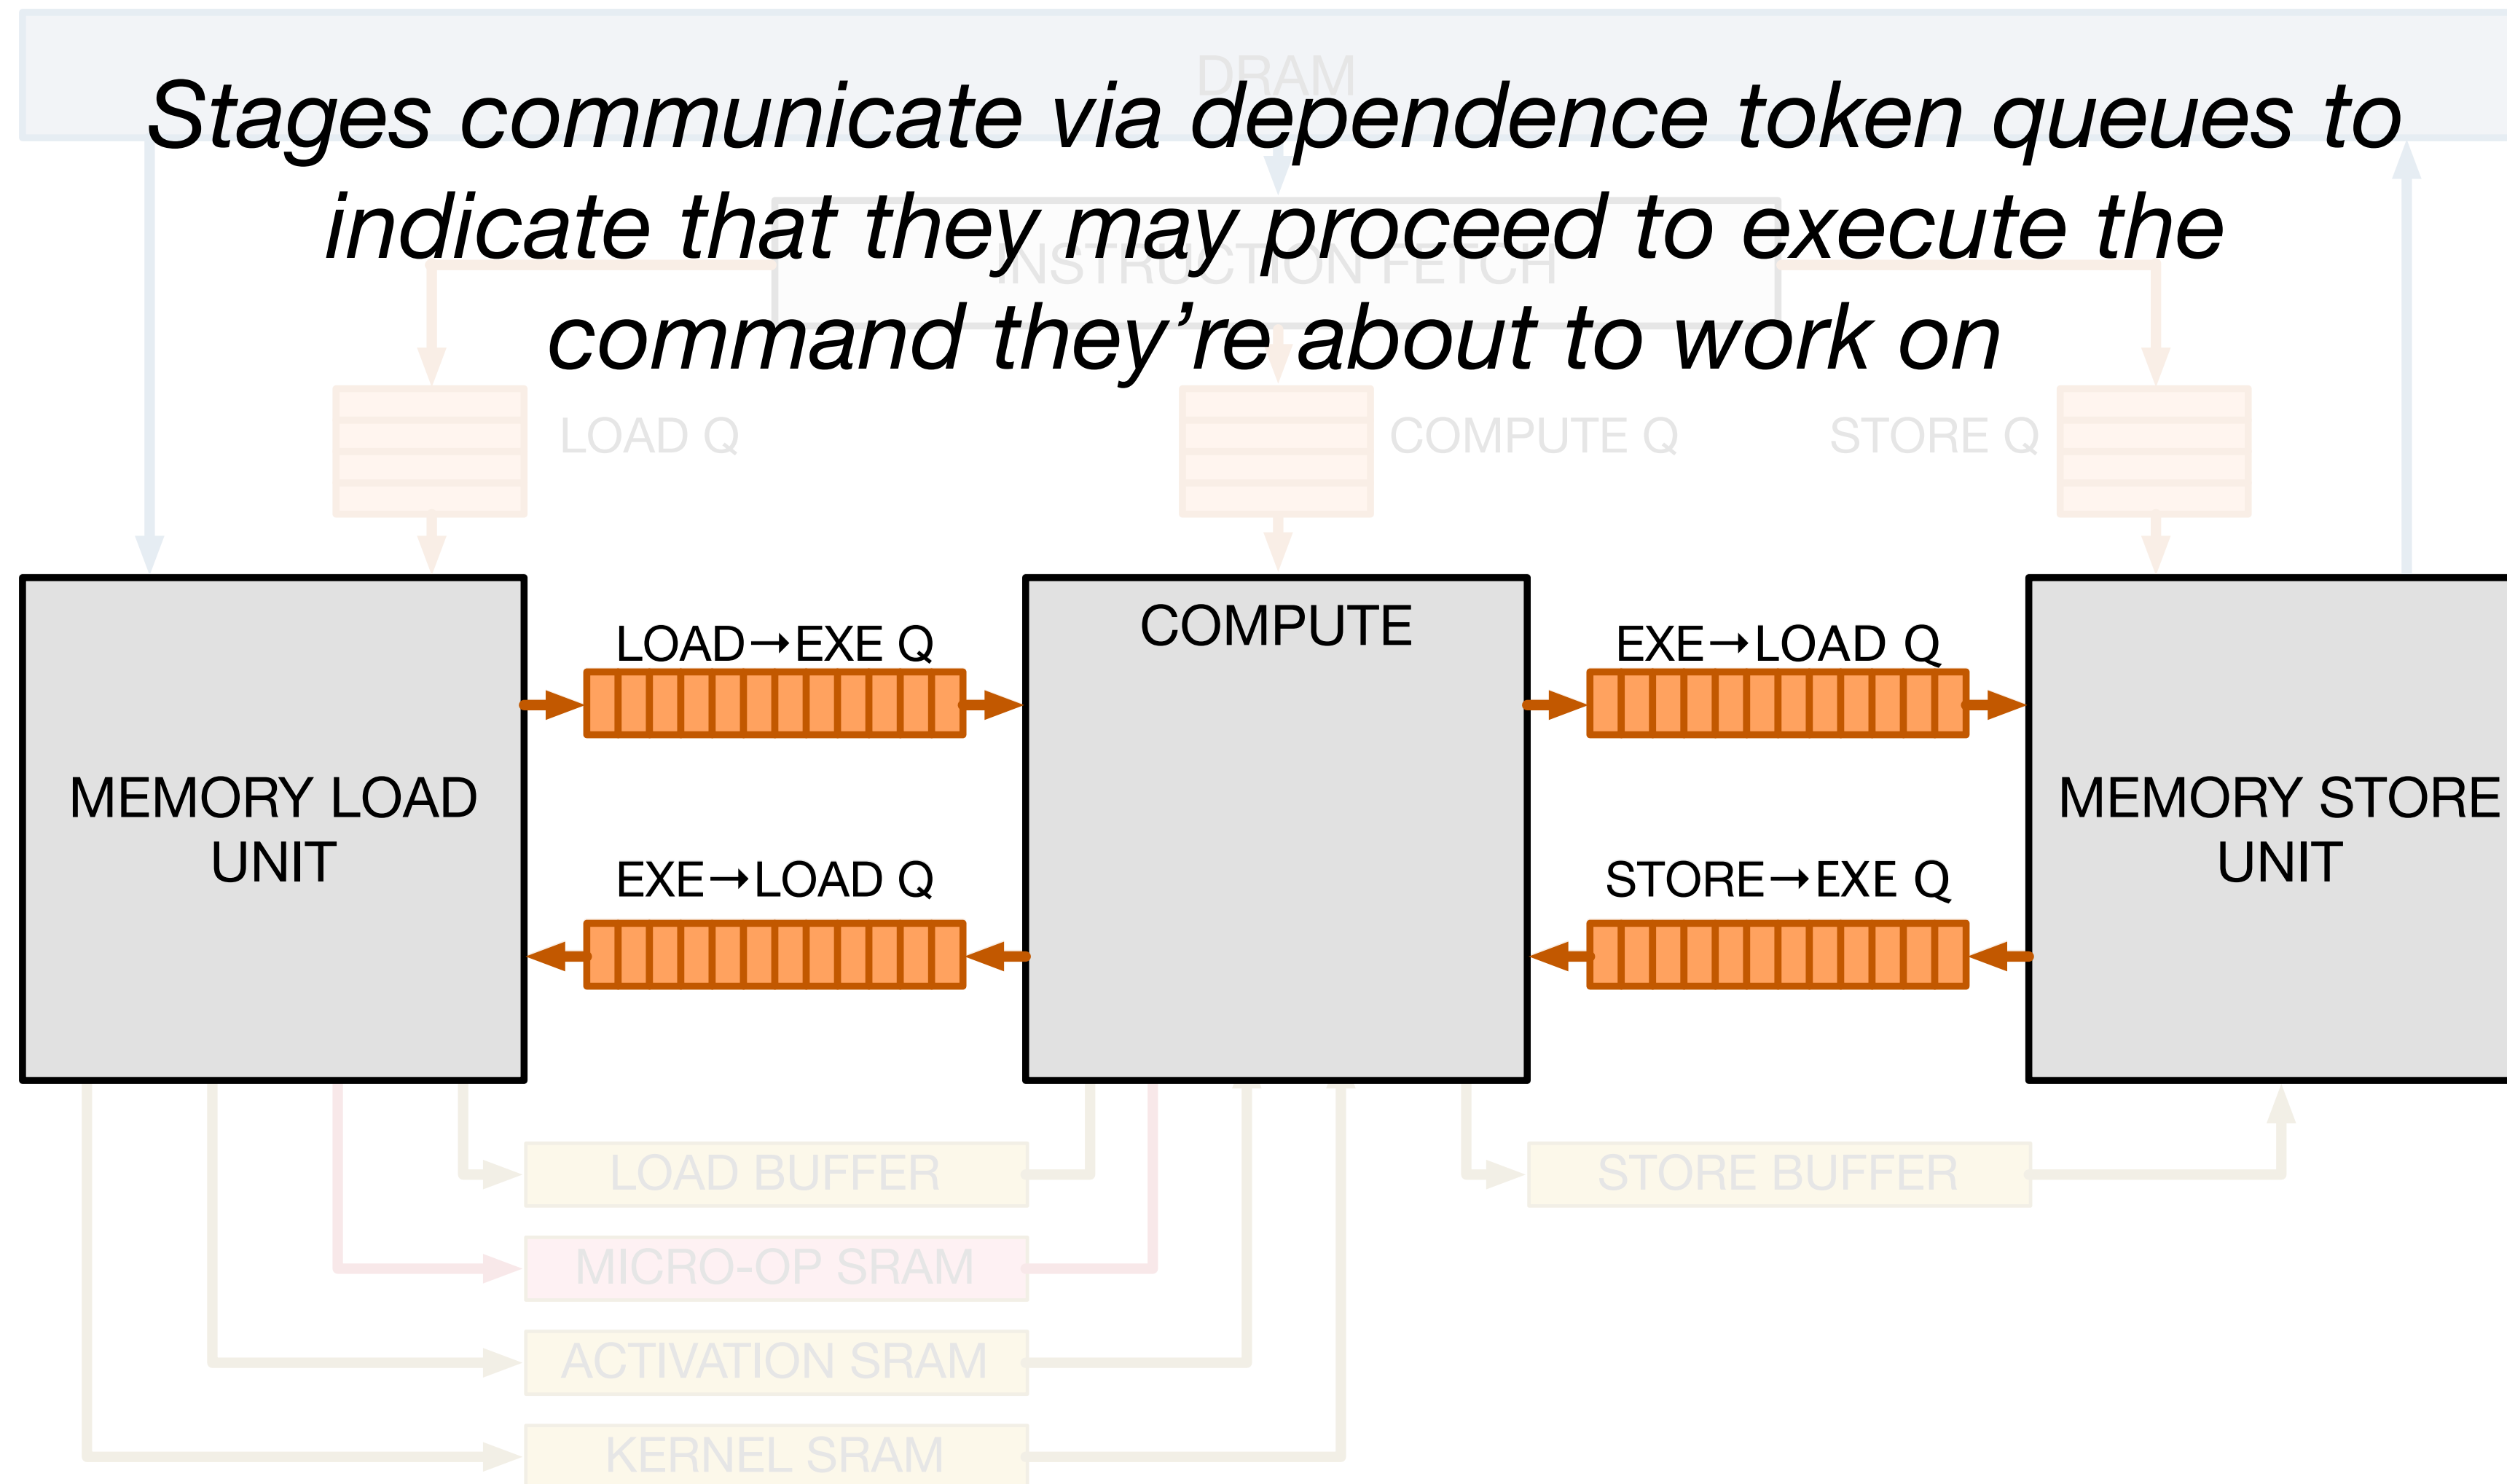 DRAM
Stages communicate via dependence token queues to
indicate that they may proceed to execute the
INSTRUCTION FETCH
command they’re about to work on
LOAD Q
COMPUTE Q
STORE Q
LOAD→EXE Q
COMPUTE
EXE→LOAD Q
MEMORY LOAD
UNIT
MEMORY STORE
UNIT
EXE→LOAD Q
STORE→EXE Q
LOAD BUFFER
STORE BUFFER
MICRO-OP SRAM
ACTIVATION SRAM
KERNEL SRAM